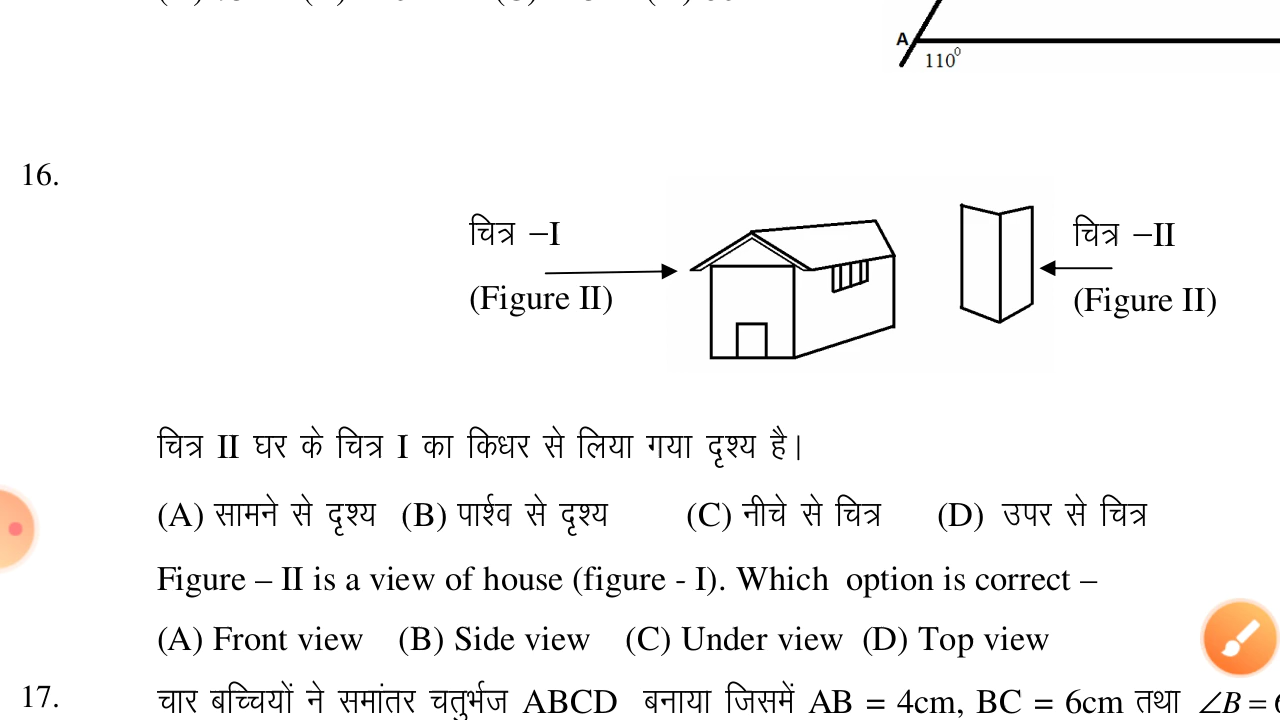 A
110⁰
16.
चित्र –I
चित्र –II
(Figure II)
(Figure II)
चित्र II घर के चित्र I का किधर से लिया गया दृश्य है।
(A) सामने से दृश्य (B) पार्श्व से दृश्य (C) नीचे से चित्र (D) उपर से चित्र
Figure – II is a view of house (figure - I). Which option is correct –
(A) Front view (B) Side view (C) Under view (D) Top view
17. चार बच्चियों ने समांतर चतुर्भुज ABCD बनाया जिसमें AB = 4cm, BC = 6cm तथा ∠B =